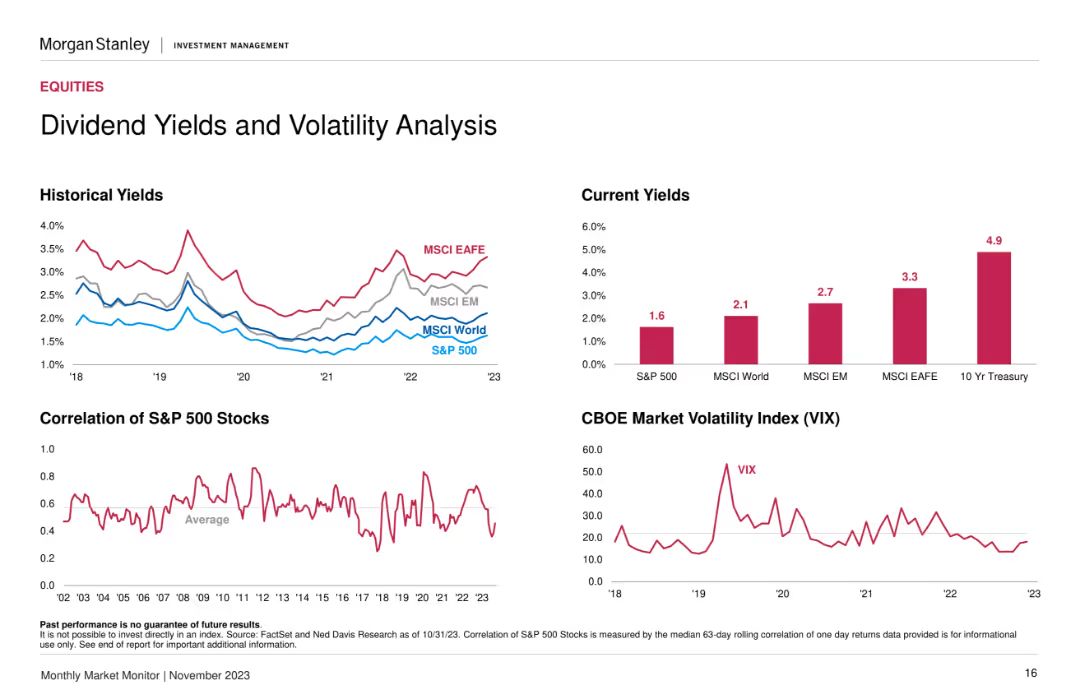 Morgan Stanley | INVESTMENT MANAGEMENT
EQUITIES
Dividend Yields and Volatility Analysis
Historical Yields
4.0%
3.5%
3.0%
2.5%
2.0%
1.5%
1.0%
MSCI EAFE
MSCI EM
MSCI World
S&P 500
'18 '19 '20 '21 '22 '23
Current Yields
6.0%
5.0%
4.0%
3.0%
2.0%
1.0%
0.0%
1.6 2.1 2.7 3.3 4.9
S&P 500 MSCI World MSCI EM MSCI EAFE 10 Yr Treasury
Correlation of S&P 500 Stocks
1.0
0.8
0.6
0.4
0.2
0.0
Average
'02 '03 '04 '05 '06 '07 '08 '09 '10 '11 '12 '13 '14 '15 '16 '17 '18 '19 '20 '21 '22 '23
CBOE Market Volatility Index (VIX)
60.0
50.0
40.0
30.0
20.0
10.0
0.0
VIX
'18 '19 '20 '21 '22 '23
Past performance is no guarantee of future results.
It is not possible to invest directly in an index. Source: FactSet and Ned Davis Research as of 10/31/23. Correlation of S&P 500 Stocks is measured by the median 63-day rolling correlation of one day returns data provided is for informational
use only. See end of report for important additional information.
Monthly Market Monitor | November 2023
16